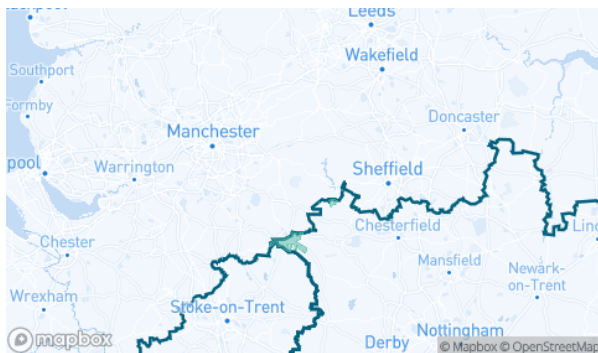 Leeds
Wakefield
Southport
Formby
Doncaster
Manchester
pool
Warrington
Sheffield
Chester
Chesterfield
Mansfield
Newark-
on-Trent
Wrexham
Stoke-on-Trent
Derby
Nottingham
mapbox
© Mapbox © OpenStreetMap